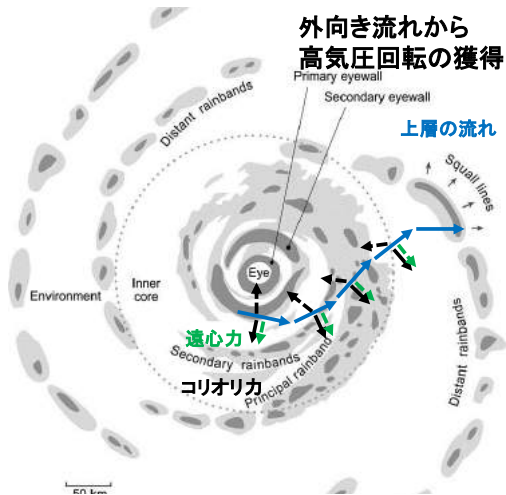 外向き流れから
高気圧回転の獲得
Primary eyewall
Secondary eyewall
Distant rainbands
上層の流れ
Squall lines
Eye
Environment
Inner
core
遠心力
Secondary rainbands
Principal rainband
コリオリカ
Distant rainbands
50 km